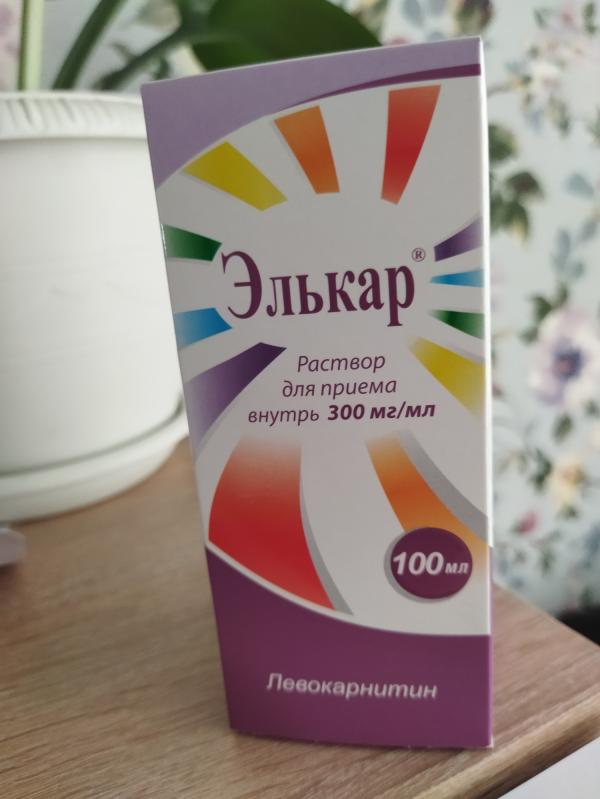 Элькар®
Раствор
для приема
внутрь 300 мг/мл
100 мл
Левокарнитин